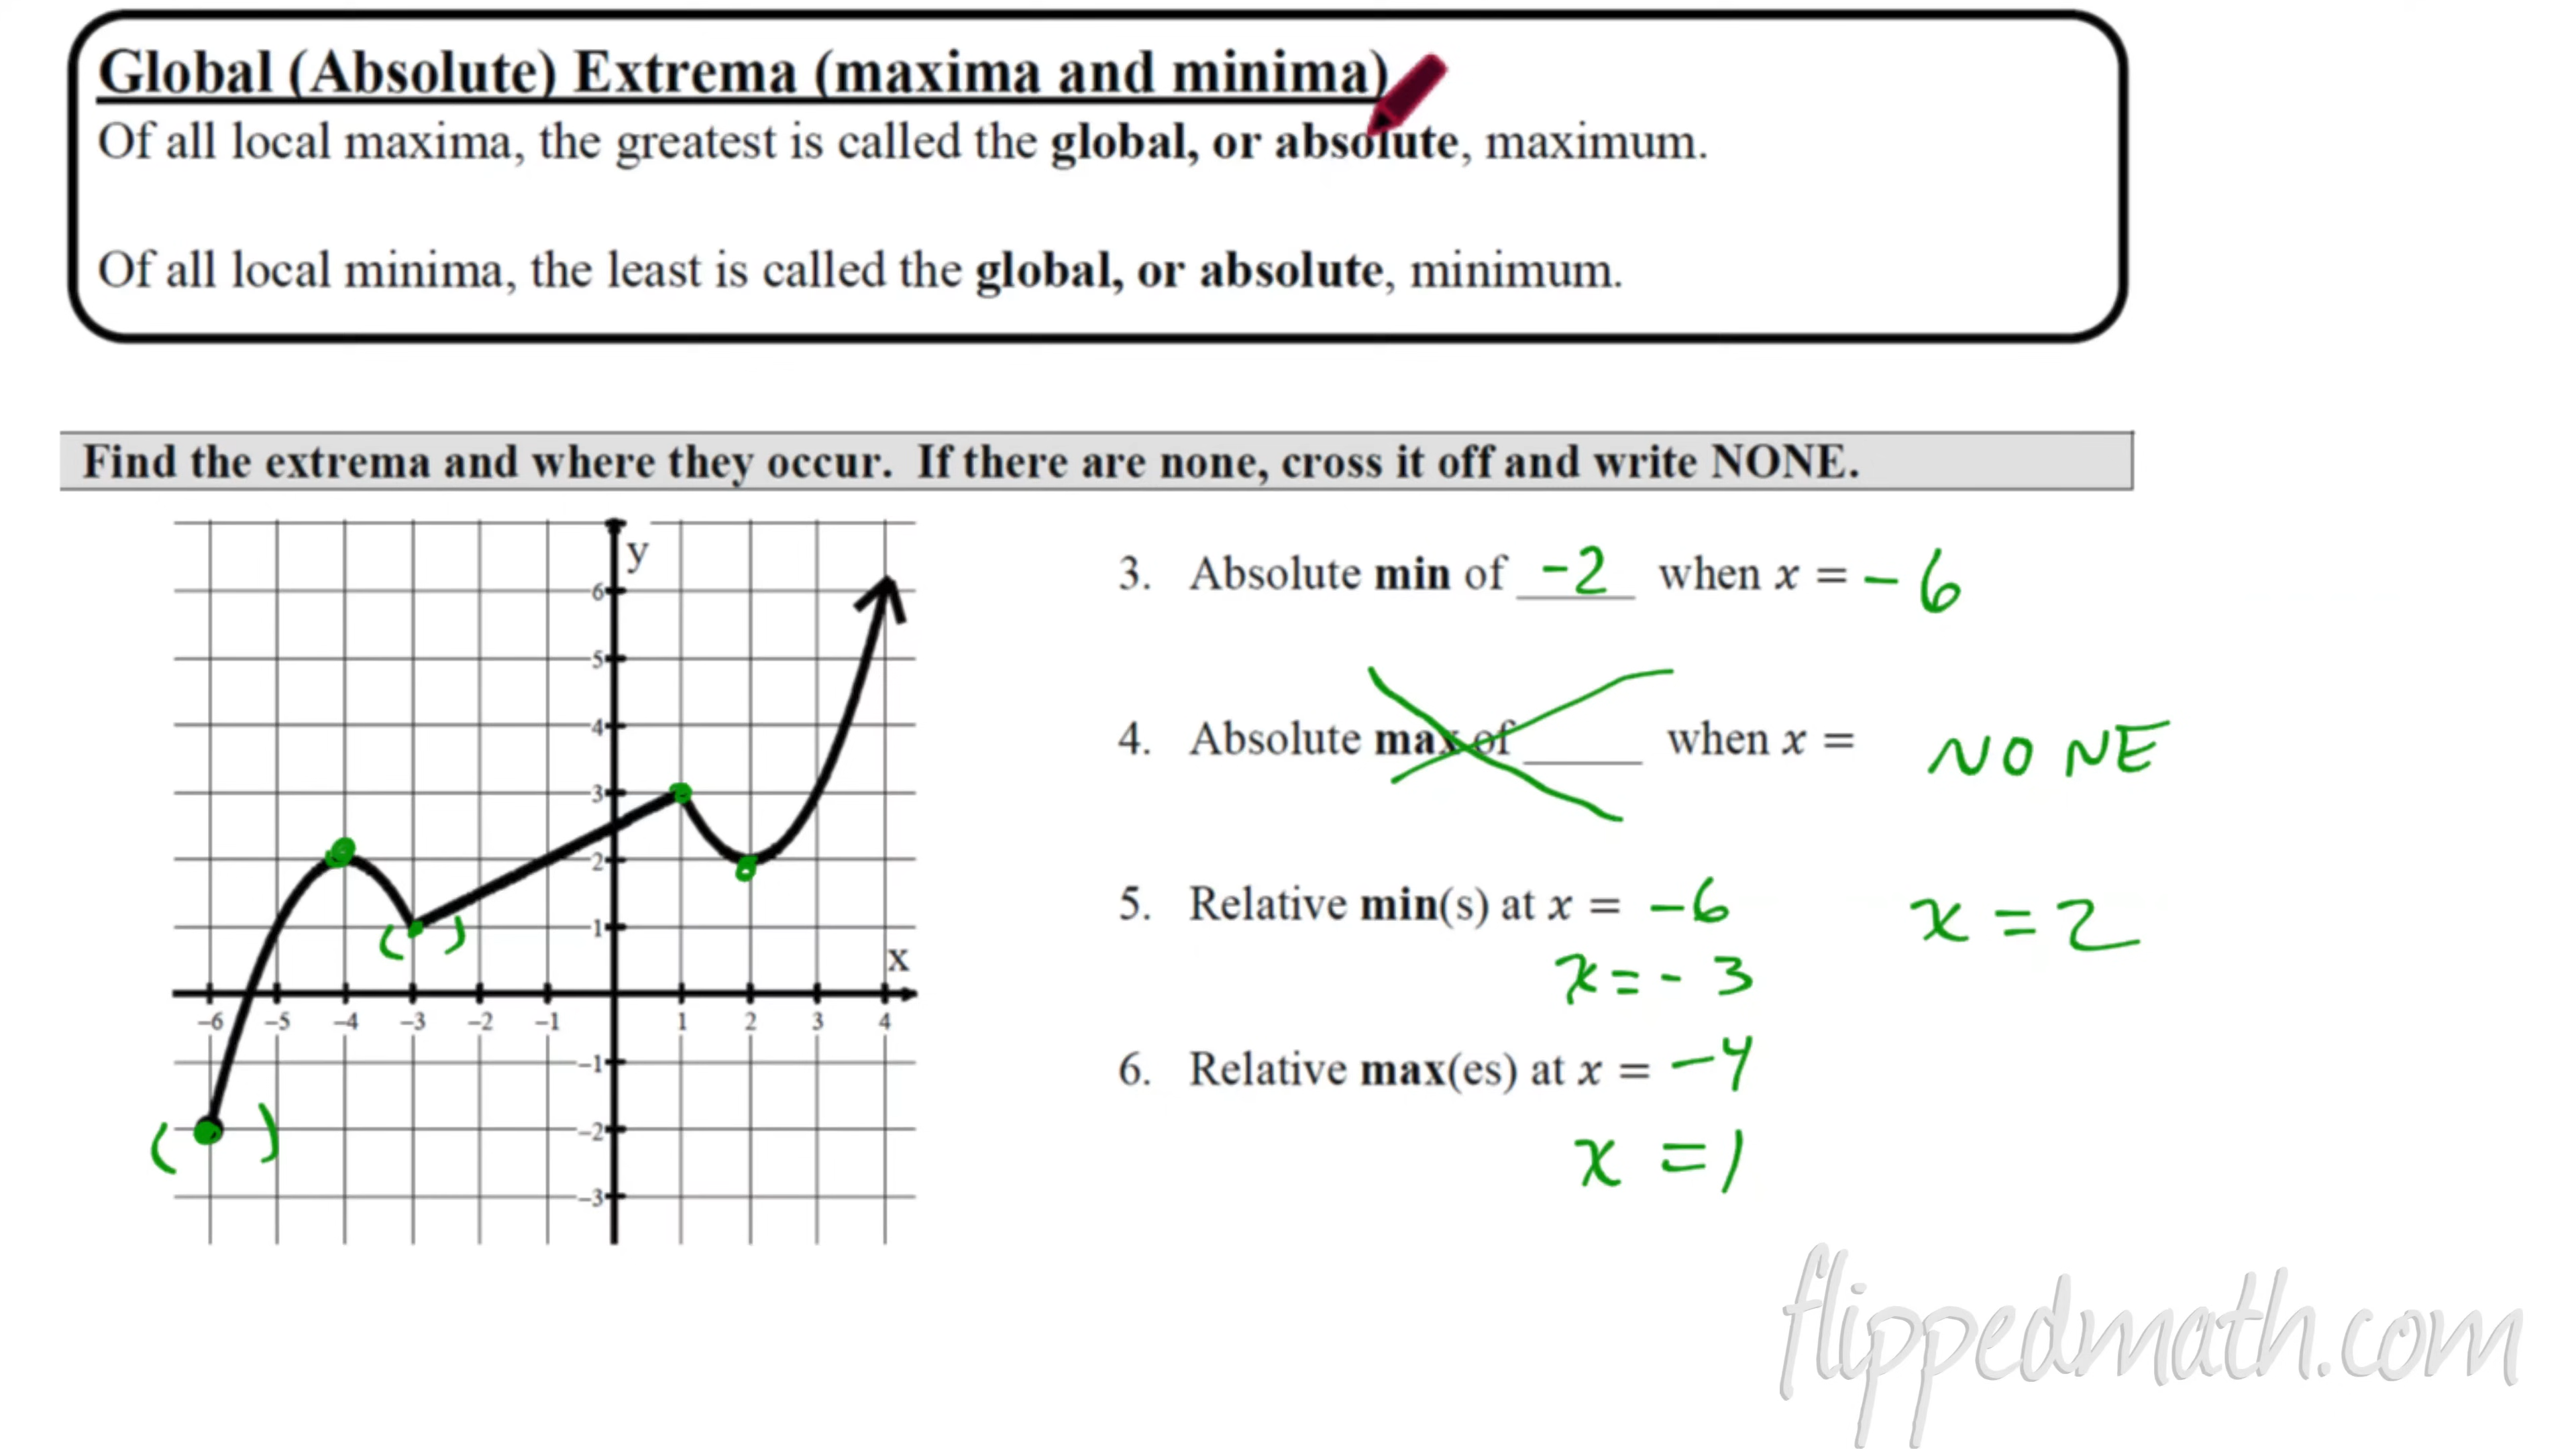 Global (Absolute) Extrema (maxima and minima)
Of all local maxima, the greatest is called the global, or absolute, maximum.
Of all local minima, the least is called the global, or absolute, minimum.
Find the extrema and where they occur. If there are none, cross it off and write NONE.
y
6
5
4
3
2
1
x
-6 -5 -4 -3 -2 -1 1 2 3 4
-1
-2
-3
3. Absolute min of -2 when x = -6
4. Absolute max of ____ when x = NONE
5. Relative min(s) at x = -6 x = 2
x = -3
6. Relative max(es) at x = -4
x = 1
flippedmath.com